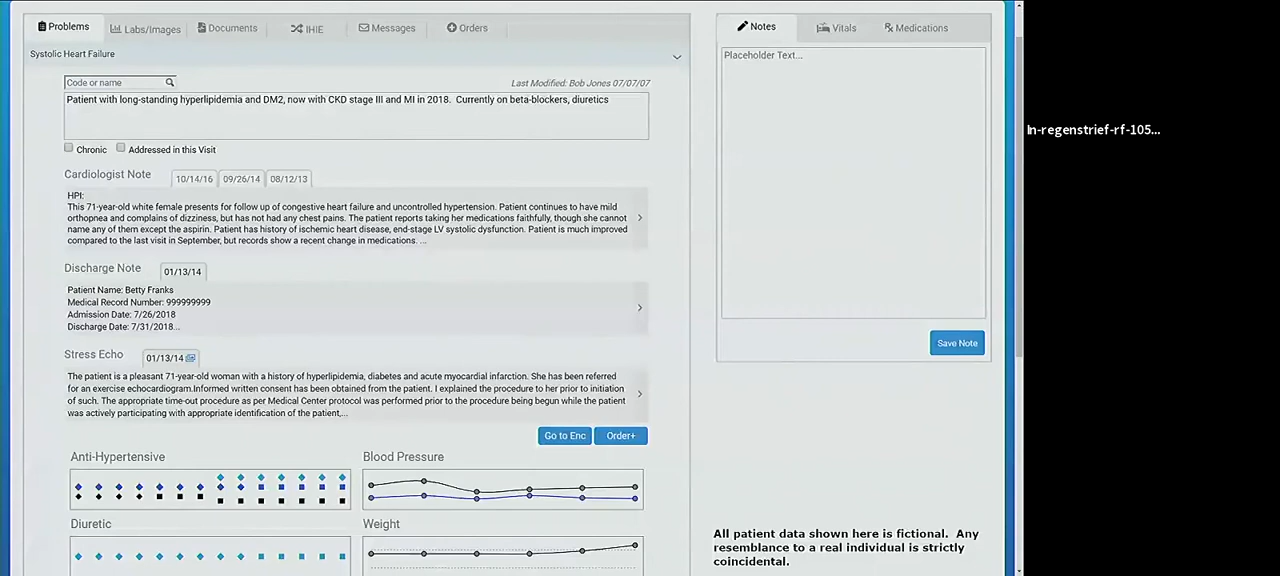 Problems
Labs/Images
Documents
IHIE
Messages
Orders
Systolic Heart Failure
Code or name
Last Modified: Bob Jones 07/07/07
Patient with long-standing hyperlipidemia and DM2, now with CKD stage III and MI in 2018. Currently on beta-blockers, diuretics
Chronic
Addressed in this Visit
Cardiologist Note
10/14/16
09/26/14
08/12/13
HPI:
This 71-year-old white female presents for follow up of congestive heart failure and uncontrolled hypertension. Patient continues to have mild
orthopnea and complains of dizziness, but has not had any chest pains. The patient reports taking her medications faithfully, though she cannot
name any of them except the aspirin. Patient has history of ischemic heart disease, end-stage LV systolic dysfunction. Patient is much improved
compared to the last visit in September, but records show a recent change in medications. ...
Discharge Note
01/13/14
Patient Name: Betty Franks
Medical Record Number: 999999999
Admission Date: 7/26/2018
Discharge Date: 7/31/2018...
Stress Echo
01/13/14
The patient is a pleasant 71-year-old woman with a history of hyperlipidemia, diabetes and acute myocardial infarction. She has been referred
for an exercise echocardiogram.Informed written consent has been obtained from the patient. I explained the procedure to her prior to initiation
of such. The appropriate time-out procedure as per Medical Center protocol was performed prior to the procedure being begun while the patient
was actively participating with appropriate identification of the patient,...
Go to Enc
Order+
Anti-Hypertensive
Blood Pressure
Diuretic
Weight
Notes
Vitals
Medications
Placeholder Text...
Save Note
All patient data shown here is fictional. Any
resemblance to a real individual is strictly
coincidental.
In-regenstrief-rf-105...